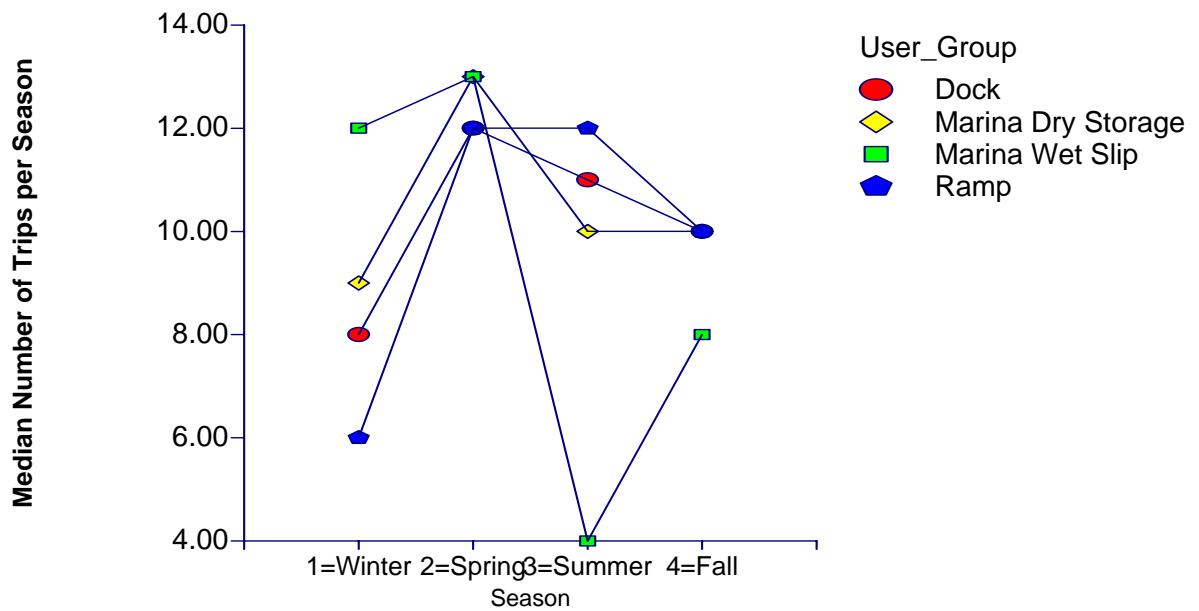 Median Number of Trips per Season
14.00
12.00
10.00
8.00
6.00
4.00
1=Winter 2=Spring3=Summer 4=Fall
Season
User_Group
Dock
Marina Dry Storage
Marina Wet Slip
Ramp